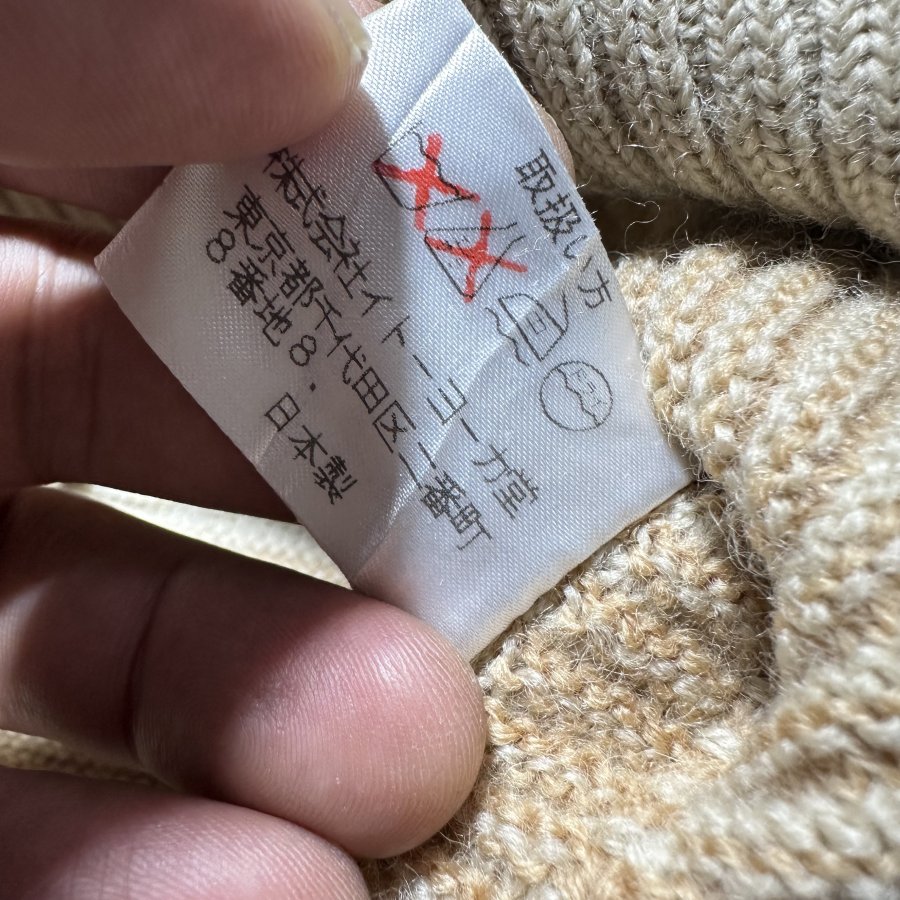 取扱い方
株式会社イトーヨーカ堂
東京都千代田区二番町
8番地8.
日本製